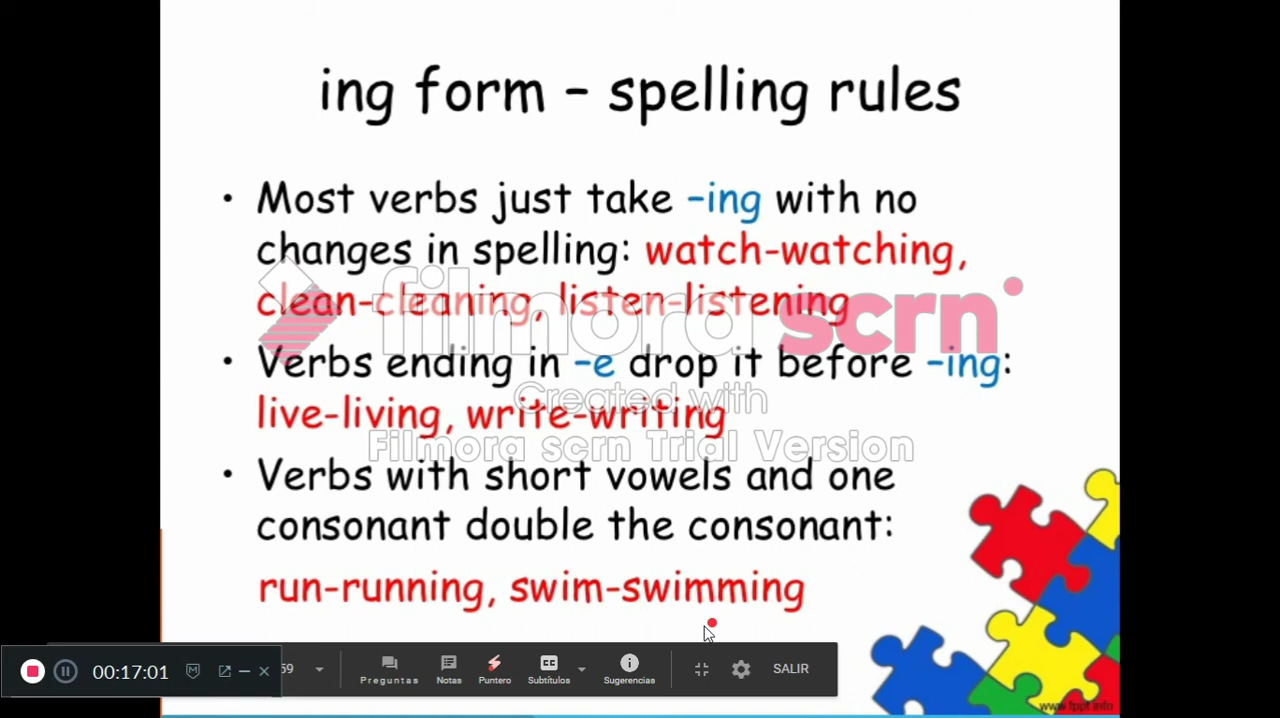 ing form – spelling rules
• Most verbs just take –ing with no
changes in spelling: watch-watching,
clean-cleaning, listen-listening
filmora scrn
• Verbs ending in –e drop it before –ing:
Created with
live-living, write-writing
Filmora scrn Trial Version
• Verbs with short vowels and one
consonant double the consonant:
run-running, swim-swimming
00:17:01
59
Preguntas
Notas
Puntero
CC
Subtítulos
Sugerencias
SALIR
www.fppt.info